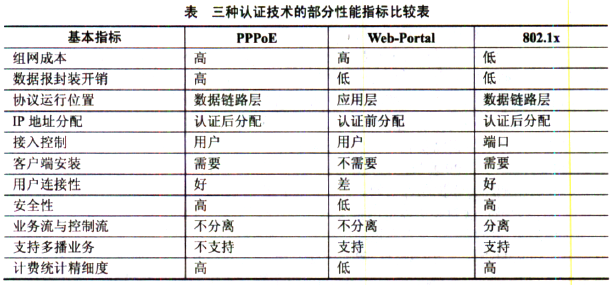 表 三种认证技术的部分性能指标比较表
基本指标 PPPoE Web-Portal 802.1x
组网成本 高 高 低
数据报封装开销 高 低 低
协议运行位置 数据链路层 应用层 数据链路层
IP 地址分配 认证后分配 认证前分配 认证后分配
接入控制 用户 用户 端口
客户端安装 需要 不需要 需要
用户连接性 好 差 好
安全性 高 低 高
业务流与控制流 不分离 不分离 分离
支持多播业务 不支持 支持 支持
计费统计精细度 高 低 高